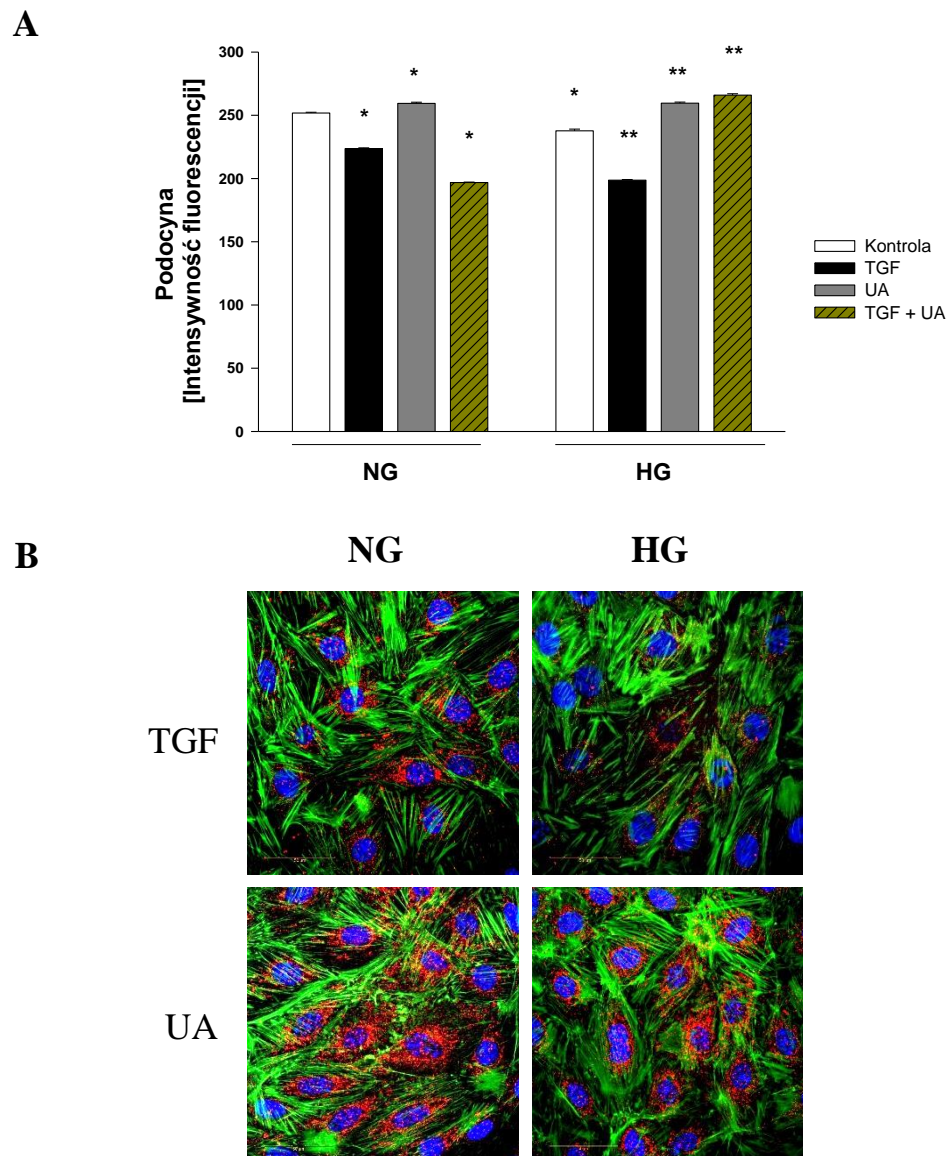 A
Podocyna
[Intensywność fluorescencji]
300
250
200
150
100
50
0
*
*
*
*
*
**
**
**
NG
HG
Kontrola
TGF
UA
TGF + UA
B
NG
HG
TGF
UA